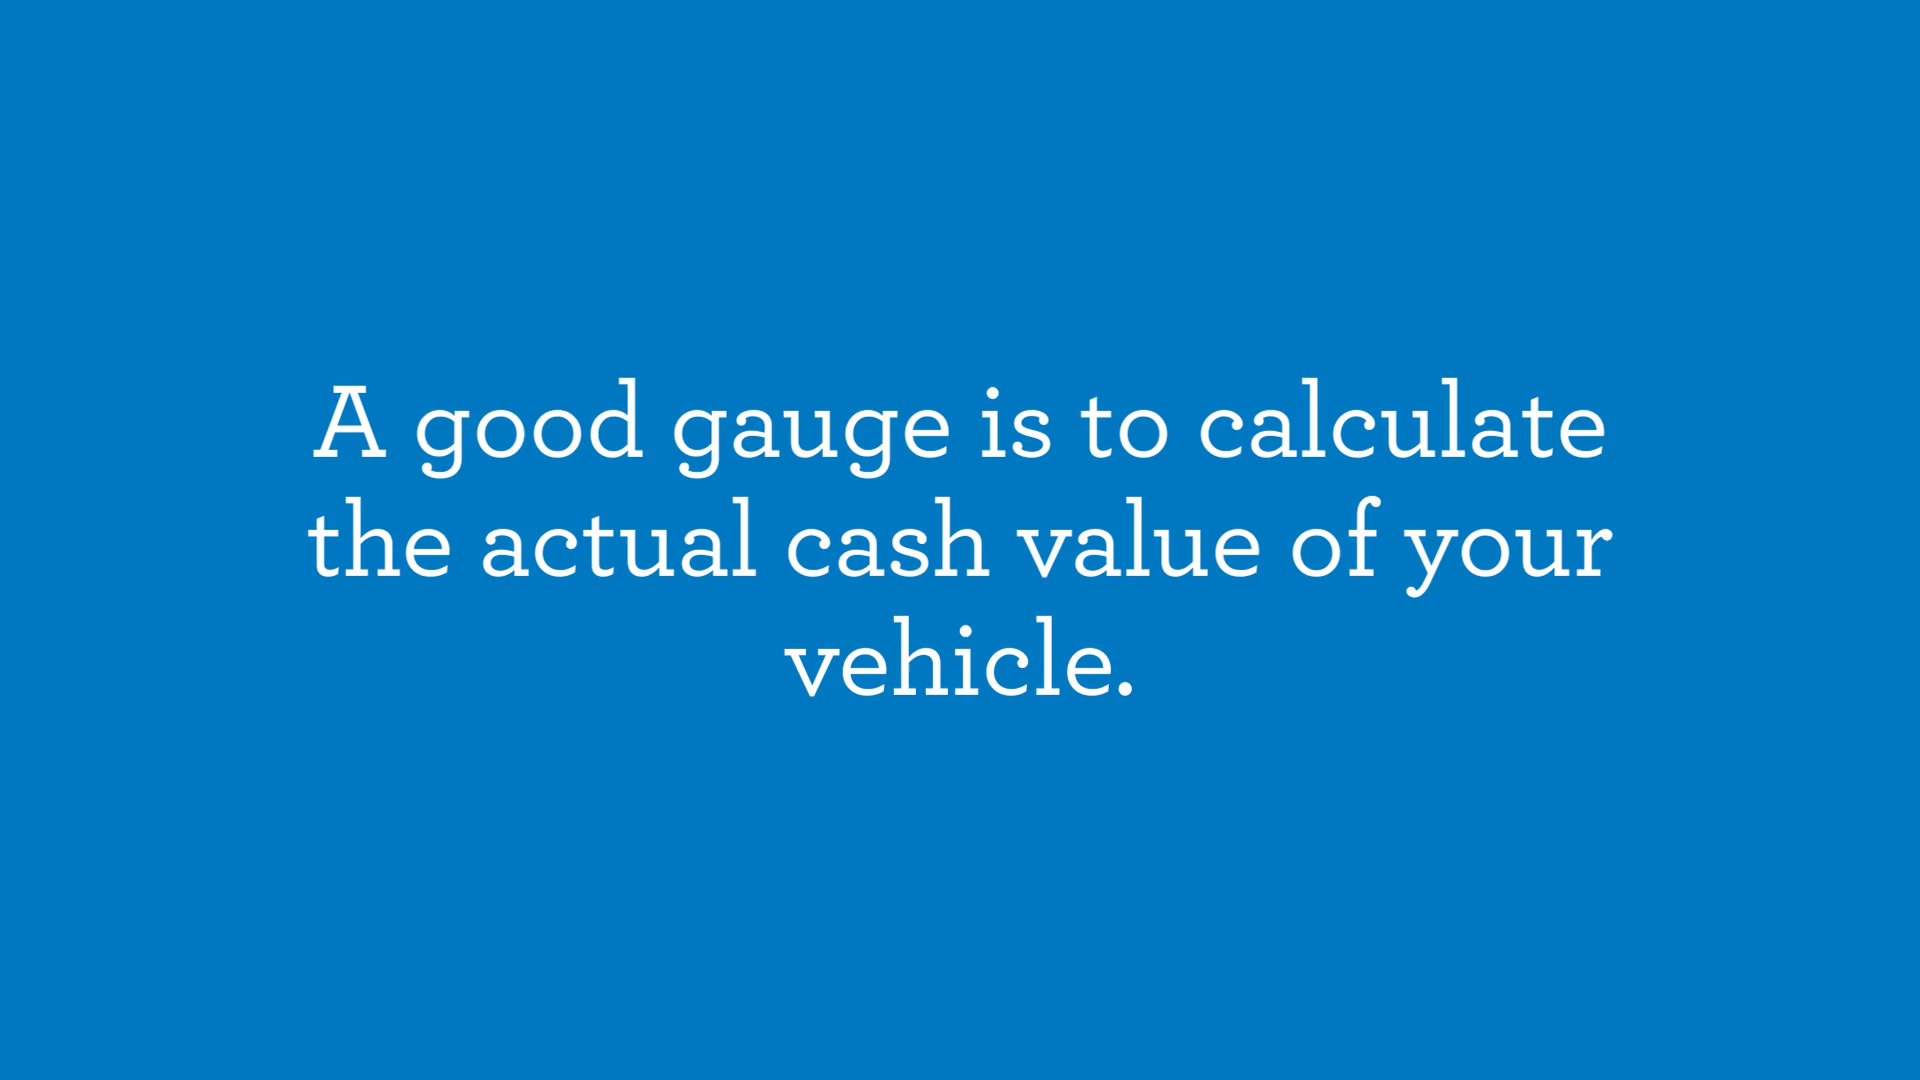 A good gauge is to calculate
the actual cash value of your
vehicle.